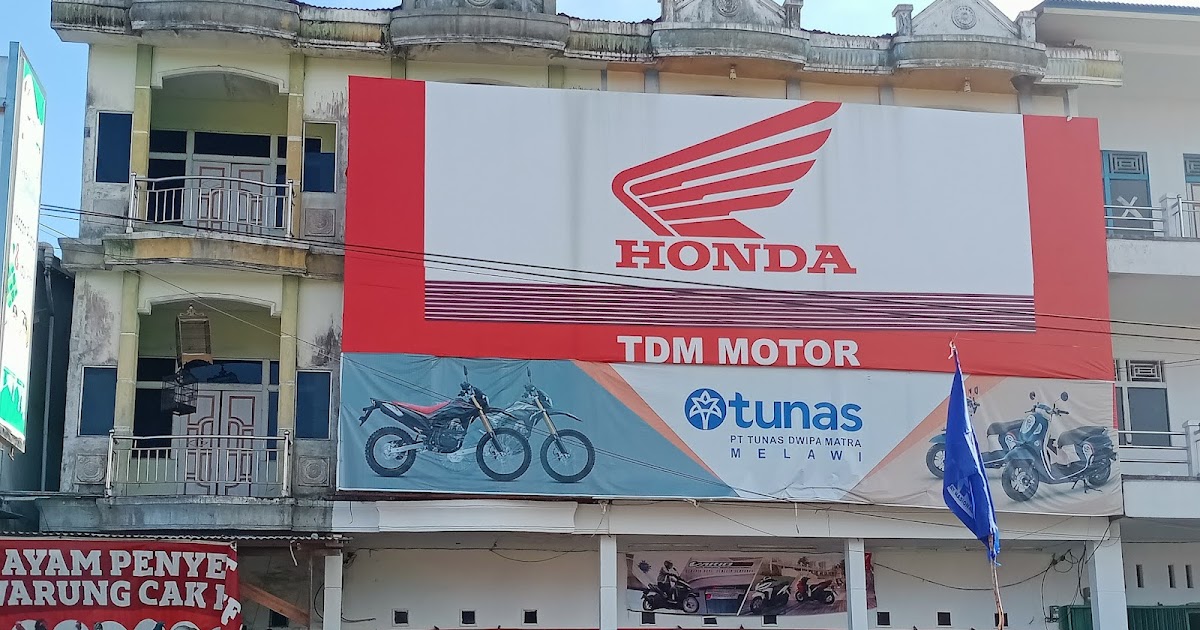 HONDA
TDM MOTOR
tunas
PT TUNAS DWIPA MATRA
MELAWI
AYAM PENYE
WARUNG CAK